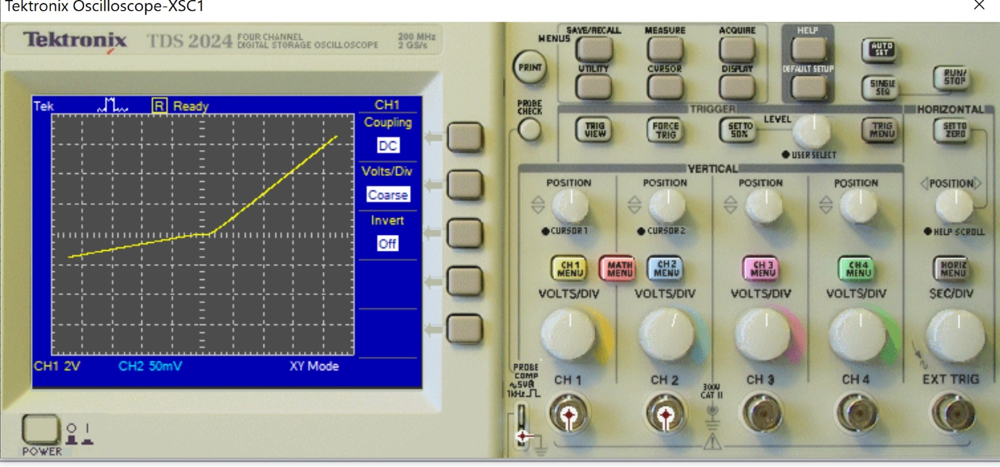 Tektronix Oscilloscope-XSC1
Tektronix TDS 2024 FOUR CHANNEL DIGITAL STORAGE OSCILLOSCOPE 200 MHz 2 GS/s
Tek R Ready CH1
Coupling
DC
Volts/Div
Coarse
Invert
Off
CH1 2V CH2 50mV XY Mode
POWER
MENUS
SAVE/RECALL MEASURE ACQUIRE HELP
PRINT
AUTO SET
UTILITY CURSOR DISPLAY DEFAULT SETUP
SINGLE SEQ
RUN/ STOP
PROBE CHECK
TRIGGER HORIZONTAL
TRIG VIEW FORCE TRIG SET TO 50% LEVEL TRIG MENU SET TO ZERO
USER SELECT
VERTICAL
POSITION POSITION POSITION POSITION POSITION
CURSOR 1 CURSOR 2 HELP SCROLL
CH 1 MENU MATH MENU CH 2 MENU CH 3 MENU CH 4 MENU HORIZ MENU
VOLTS/DIV VOLTS/DIV VOLTS/DIV VOLTS/DIV SEC/DIV
PROBE COMP
~5V
1kHz
CH 1 CH 2 CH 3 CH 4 EXT TRIG
300V
CAT II